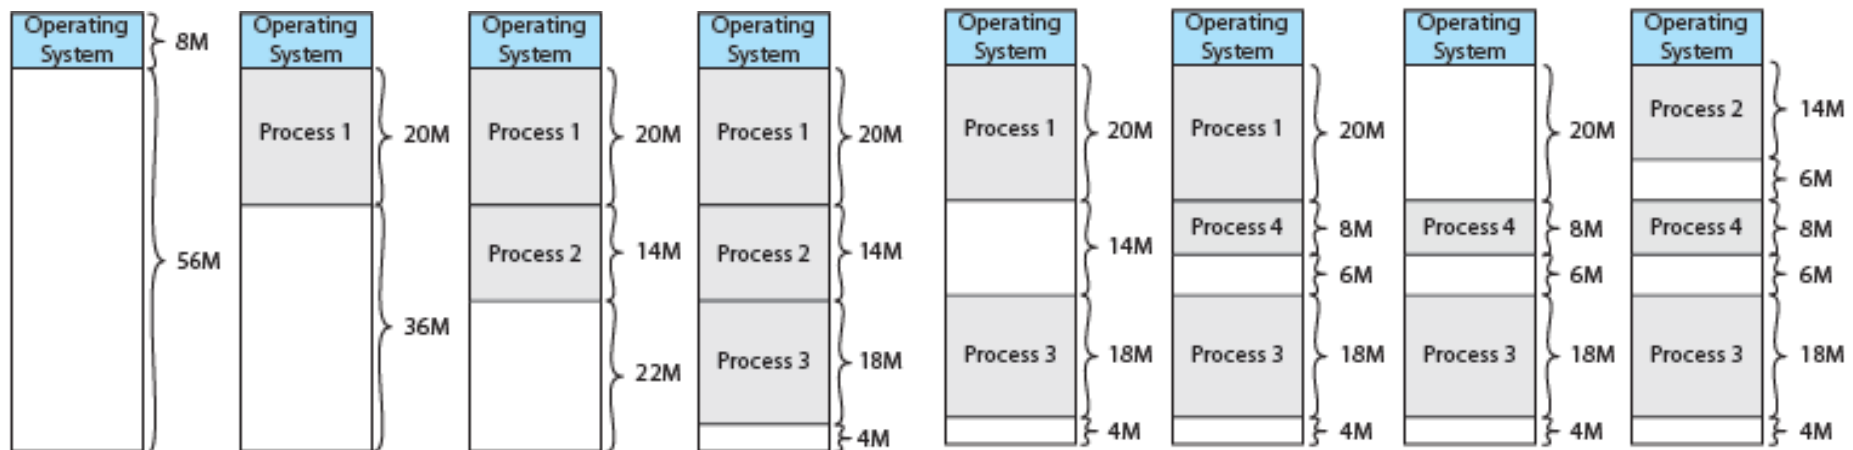 Operating
System
8M
56M
Operating
System
Process 1
20M
36M
Operating
System
Process 1
20M
Process 2
14M
22M
Operating
System
Process 1
20M
Process 2
14M
Process 3
18M
4M
Operating
System
Process 1
20M
14M
Process 3
18M
4M
Operating
System
Process 1
20M
Process 4
8M
6M
Process 3
18M
4M
Operating
System
20M
Process 4
8M
6M
Process 3
18M
4M
Operating
System
Process 2
14M
6M
Process 4
8M
6M
Process 3
18M
4M